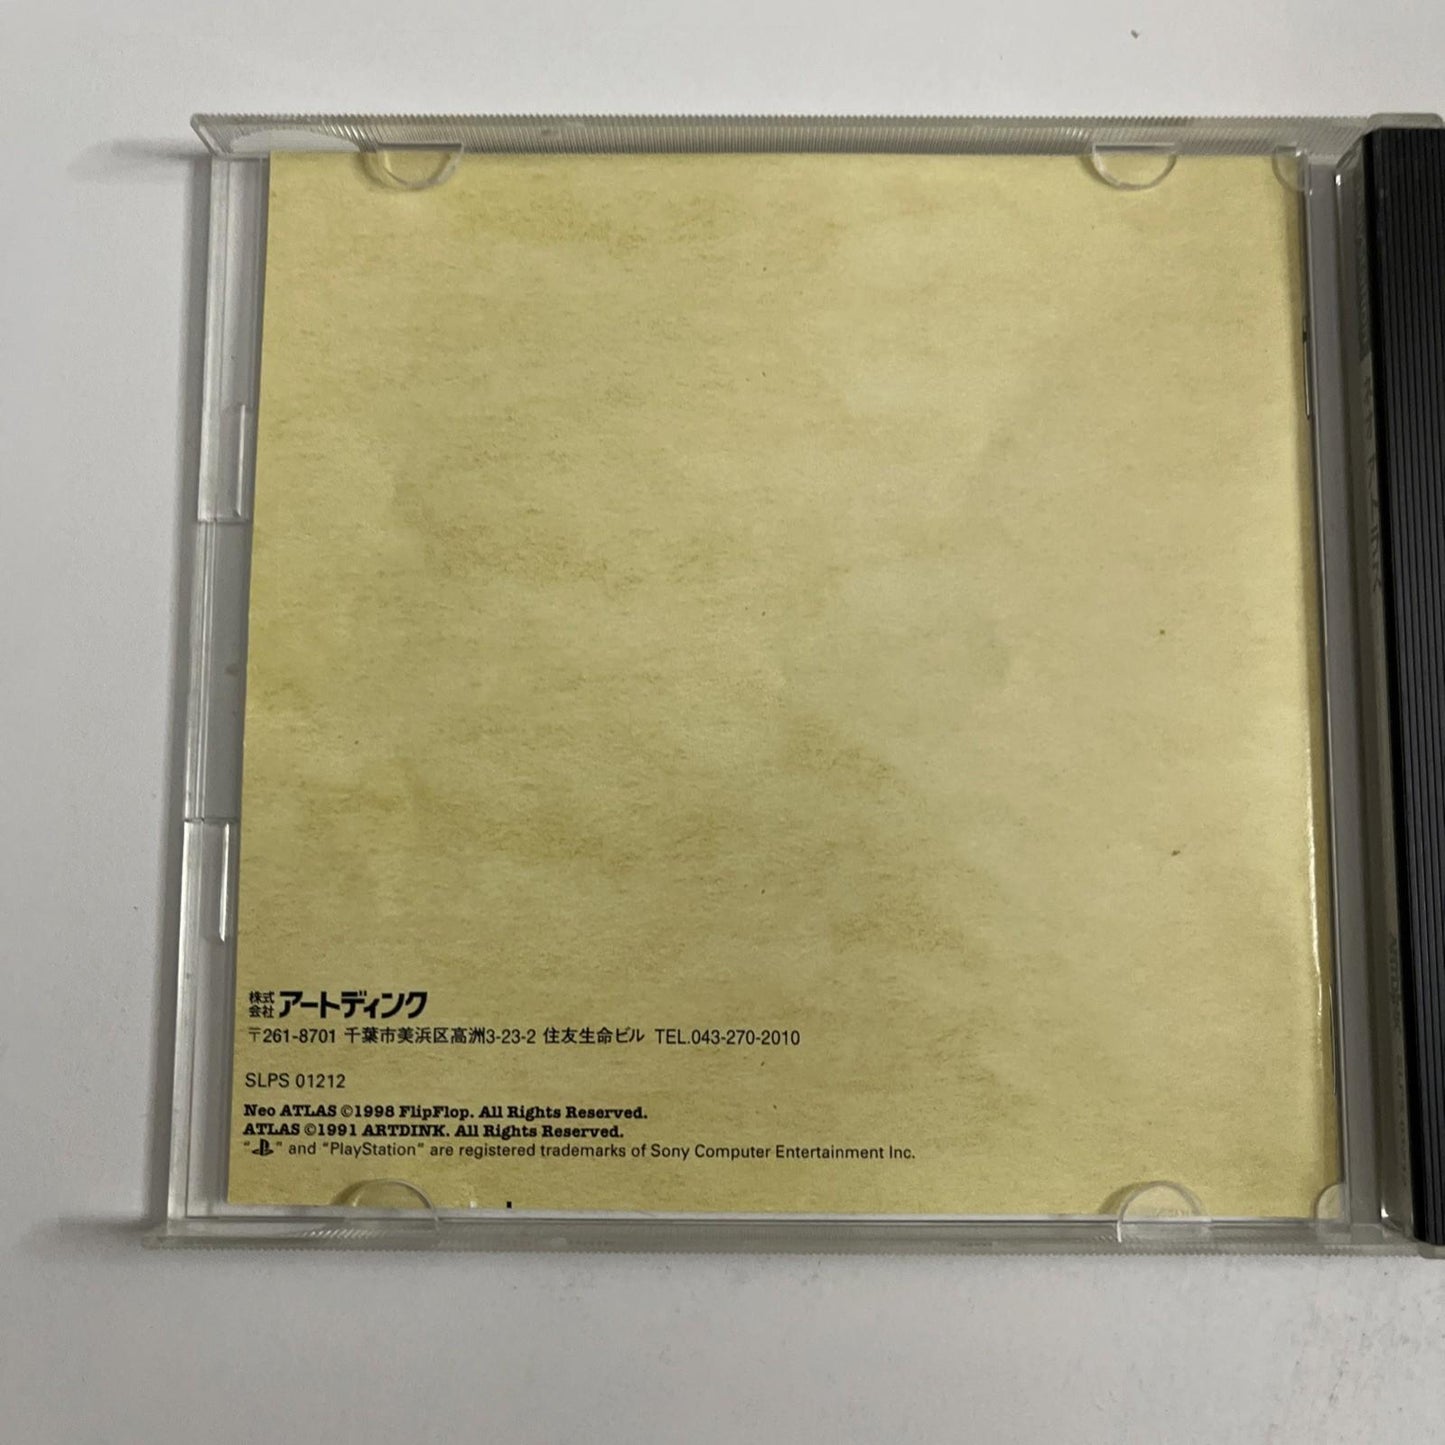 株式会社 アートディンク
〒261-8701 千葉市美浜区高洲3-23-2 住友生命ビル TEL.043-270-2010
SLPS 01212
Neo ATLAS ©1998 FlipFlop. All Rights Reserved.
ATLAS ©1991 ARTDINK. All Rights Reserved.
“ ” and “PlayStation” are registered trademarks of Sony Computer Entertainment Inc.